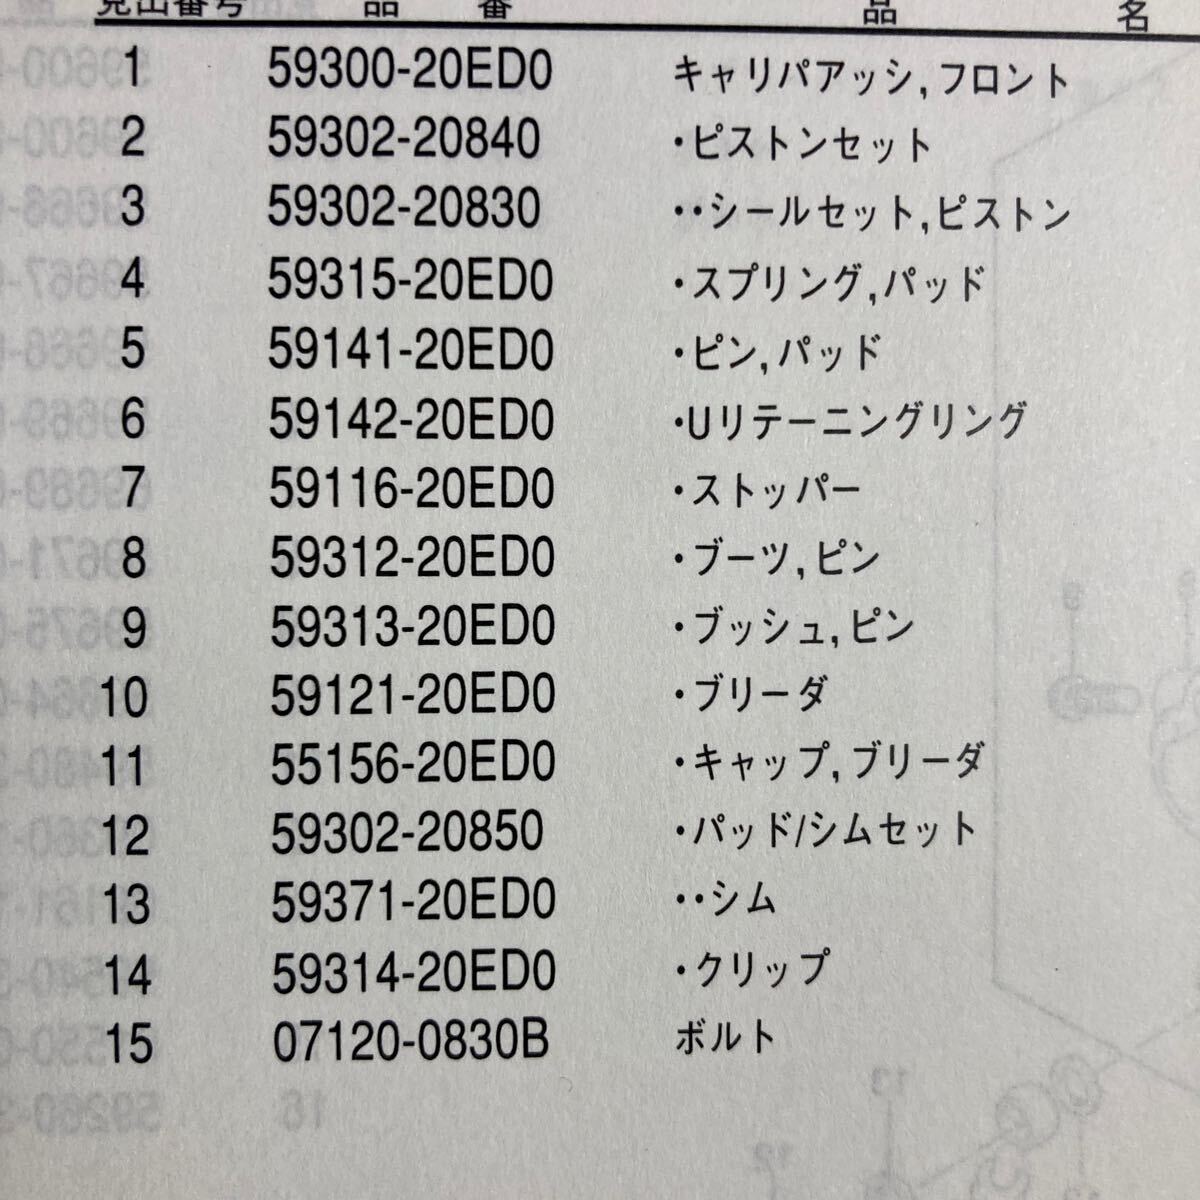 見出番号 品 番 品 名
1 59300-20ED0 キャリパアッシ,フロント
2 59302-20840 ・ピストンセット
3 59302-20830 ・・シールセット,ピストン
4 59315-20ED0 ・スプリング,パッド
5 59141-20ED0 ・ピン,パッド
6 59142-20ED0 ・Uリテーニングリング
7 59116-20ED0 ・ストッパー
8 59312-20ED0 ・ブーツ,ピン
9 59313-20ED0 ・ブッシュ,ピン
10 59121-20ED0 ・ブリーダ
11 55156-20ED0 ・キャップ,ブリーダ
12 59302-20850 ・パッド/シムセット
13 59371-20ED0 ・・シム
14 59314-20ED0 ・クリップ
15 07120-0830B ボルト